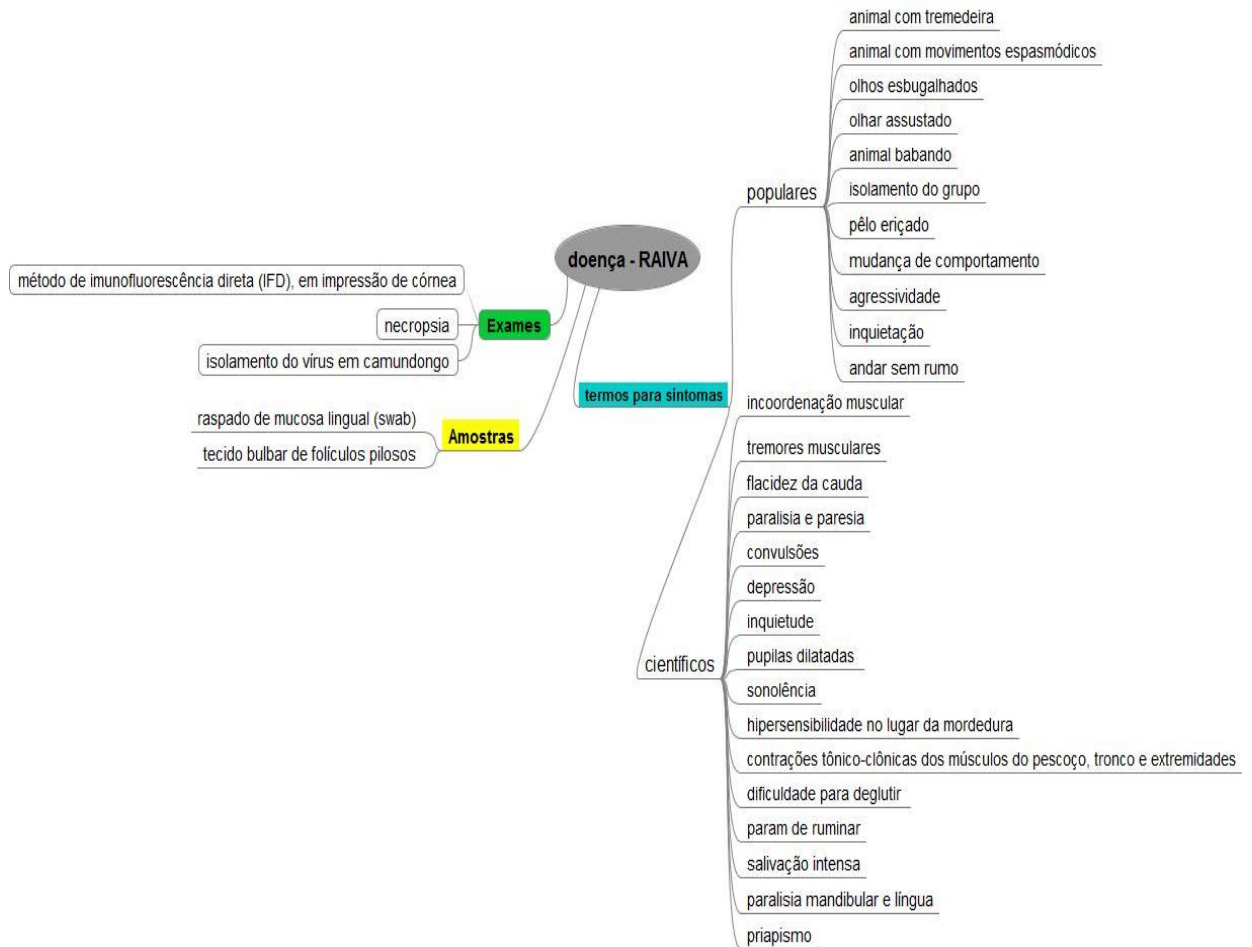 doença - RAIVA
Exames
método de imunofluorescência direta (IFD), em impressão de córnea
necropsia
isolamento do vírus em camundongo
Amostras
raspado de mucosa lingual (swab)
tecido bulbar de folículos pilosos
termos para sintomas
populares
animal com tremedeira
animal com movimentos espasmódicos
olhos esbugalhados
olhar assustado
animal babando
isolamento do grupo
pêlo eriçado
mudança de comportamento
agressividade
inquietação
andar sem rumo
científicos
incoordenação muscular
tremores musculares
flacidez da cauda
paralisia e paresia
convulsões
depressão
inquietude
pupilas dilatadas
sonolência
hipersensibilidade no lugar da mordedura
contrações tônico-clônicas dos músculos do pescoço, tronco e extremidades
dificuldade para deglutir
param de ruminar
salivação intensa
paralisia mandibular e língua
priapismo